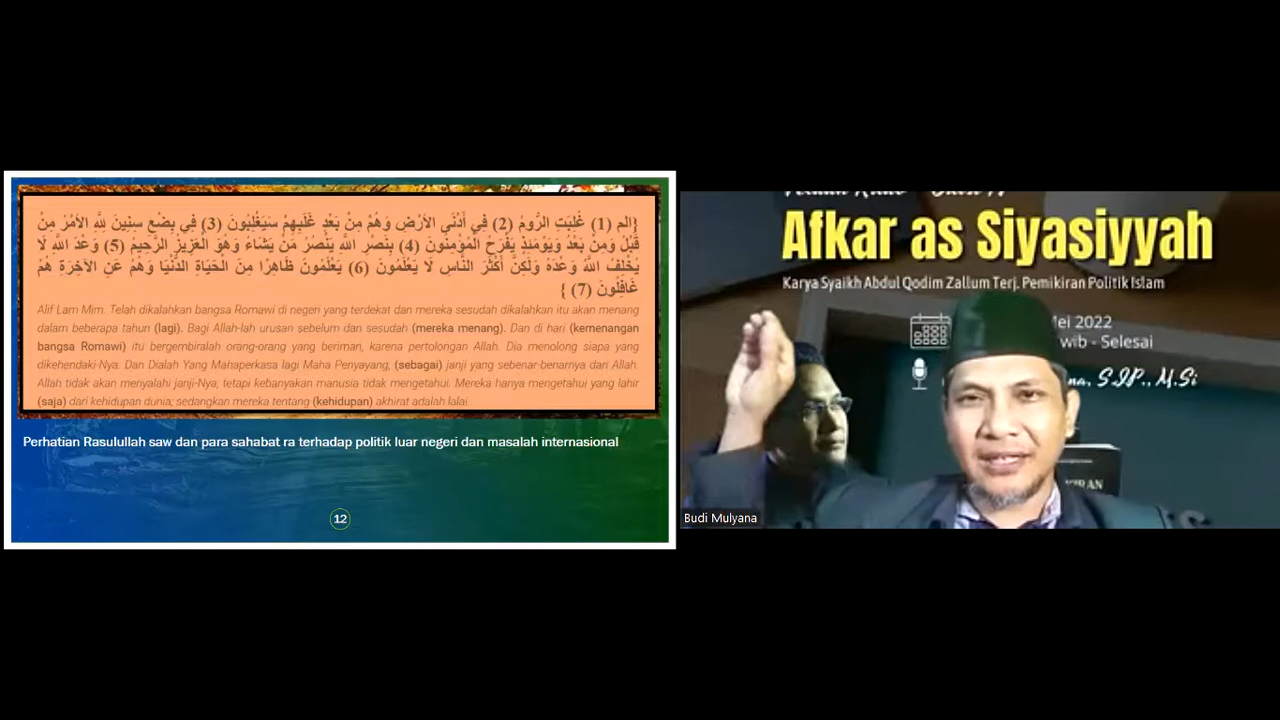 {الم (1) غُلِبَتِ الرُّومُ (2) فِي أَدْنَى الأَرْضِ وَهُمْ مِنْ بَعْدِ غَلَبِهِمْ سَيَغْلِبُونَ (3) فِي بِضْعِ سِنِينَ لِلَّهِ الأَمْرُ مِنْ
قَبْلُ وَمِنْ بَعْدُ وَيَوْمَئِذٍ يَفْرَحُ الْمُؤْمِنُونَ (4) بِنَصْرِ اللَّهِ يَنْصُرُ مَن يَشَاءُ وَهُوَ الْعَزِيزُ الرَّحِيمُ (5) وَعْدَ اللَّهِ لَا
يُخْلِفُ اللَّهُ وَعْدَهُ وَلَكِنَّ أَكْثَرَ النَّاسِ لَا يَعْلَمُونَ (6) يَعْلَمُونَ ظَاهِرًا مِنَ الْحَيَاةِ الدُّنْيَا وَهُمْ عَنِ الآخِرَةِ هُمْ
غَافِلُونَ (7) }
Alif Lam Mim. Telah dikalahkan bangsa Romawi di negeri yang terdekat dan mereka sesudah dikalahkan itu akan menang
dalam beberapa tahun (lagi). Bagi Allah-lah urusan sebelum dan sesudah (mereka menang). Dan di hari (kemenangan
bangsa Romawi) itu bergembiralah orang-orang yang beriman, karena pertolongan Allah. Dia menolong siapa yang
dikehendaki-Nya. Dan Dialah Yang Mahaperkasa lagi Maha Penyayang, (sebagai) janji yang sebenar-benarnya dari Allah.
Allah tidak akan menyalahi janji-Nya, tetapi kebanyakan manusia tidak mengetahui. Mereka hanya mengetahui yang lahir
(saja) dari kehidupan dunia; sedangkan mereka tentang (kehidupan) akhirat adalah lalai.
Perhatian Rasulullah saw dan para sahabat ra terhadap politik luar negeri dan masalah internasional
12
Afkar as Siyasiyyah
Karya Syaikh Abdul Qodim Zallum Terj. Pemikiran Politik Islam
Mei 2022
wib - Selesai
na, S.IP., M.Si
KIRAN
Budi Mulyana